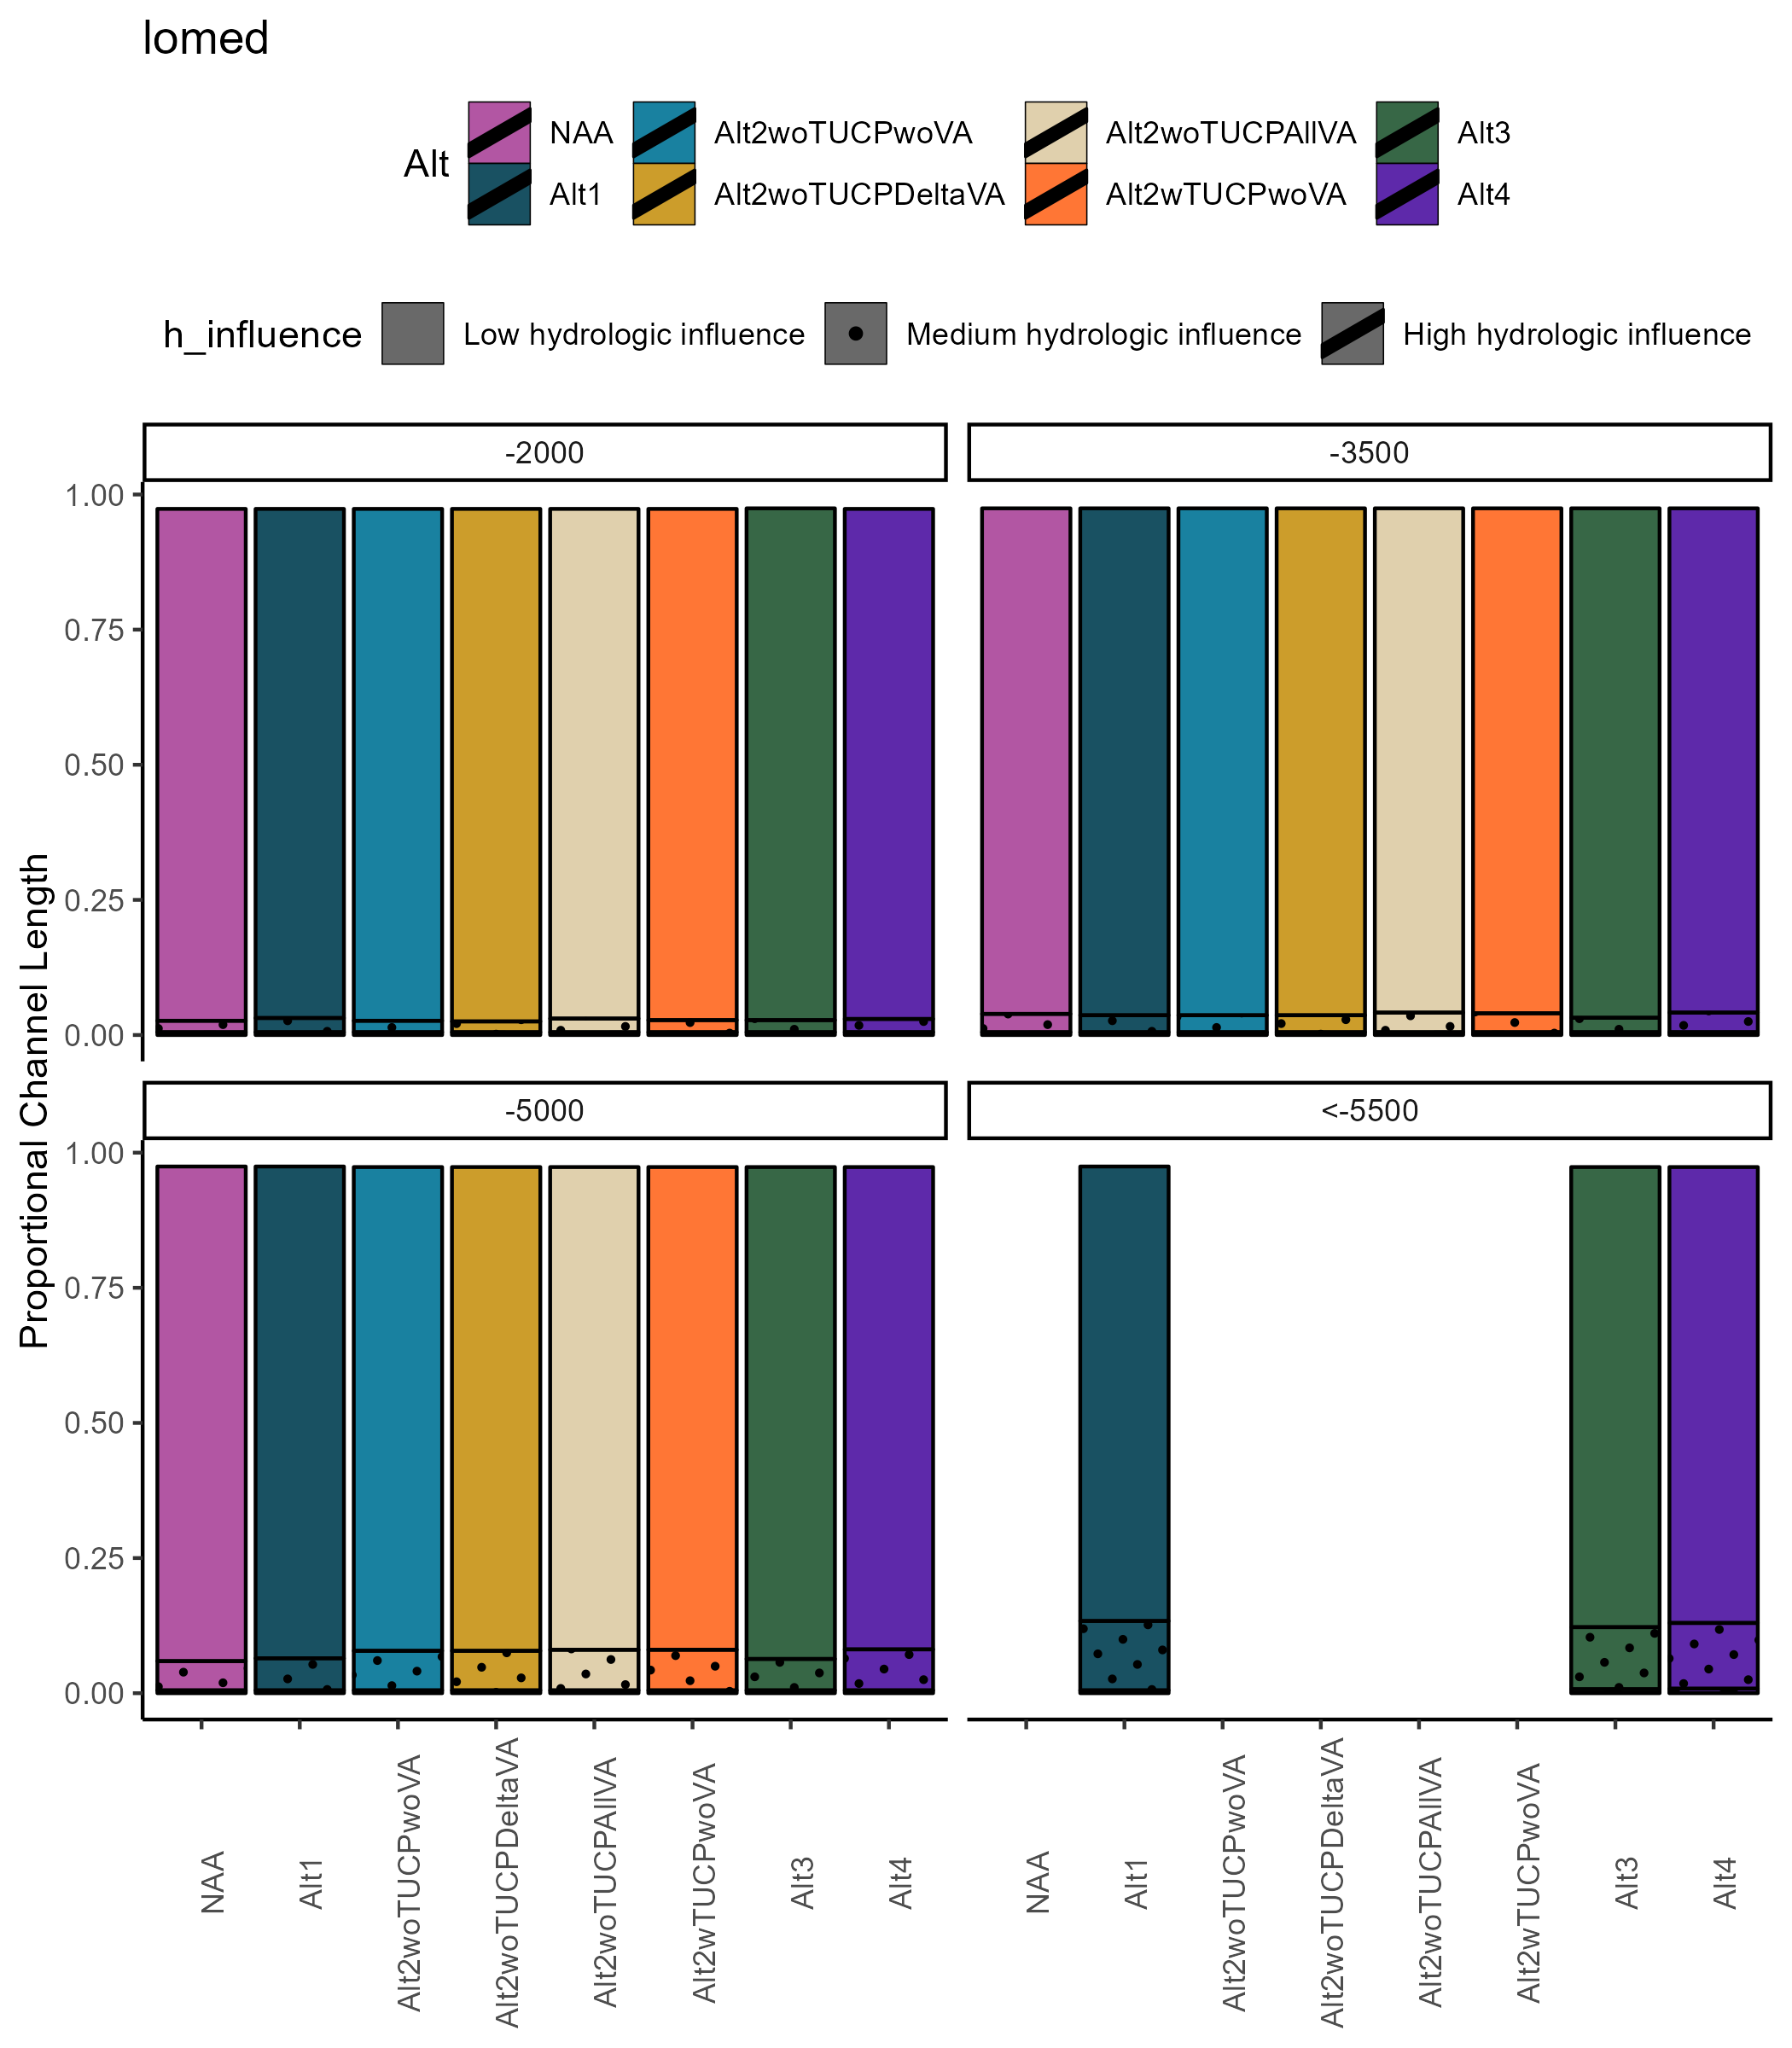 lomed
Alt
NAA
Alt2woTUCPwoVA
Alt2woTUCPAllVA
Alt3
Alt1
Alt2woTUCPDeltaVA
Alt2wTUCPwoVA
Alt4
h_influence
Low hydrologic influence
Medium hydrologic influence
High hydrologic influence
-2000
-3500
1.00
0.75
0.50
0.25
0.00
Proportional Channel Length
-5000
<-5500
1.00
0.75
0.50
0.25
0.00
NAA
Alt1
Alt2woTUCPwoVA
Alt2woTUCPDeltaVA
Alt2woTUCPAllVA
Alt2wTUCPwoVA
Alt3
Alt4
NAA
Alt1
Alt2woTUCPwoVA
Alt2woTUCPDeltaVA
Alt2woTUCPAllVA
Alt2wTUCPwoVA
Alt3
Alt4